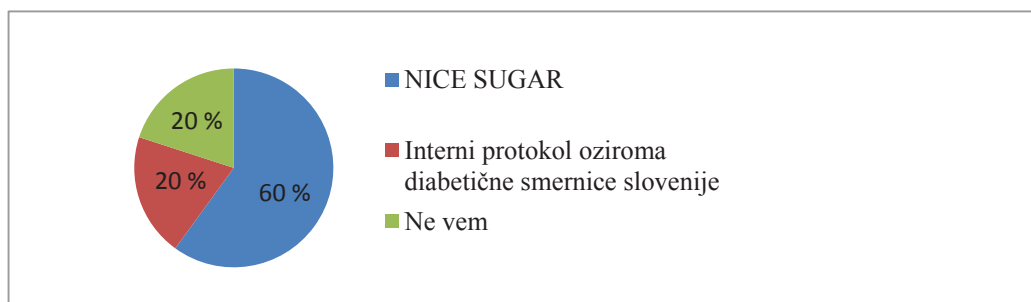 NICE SUGAR
20 %
Interni protokol oziroma
diabetične smernice slovenije
20 %
60 %
Ne vem